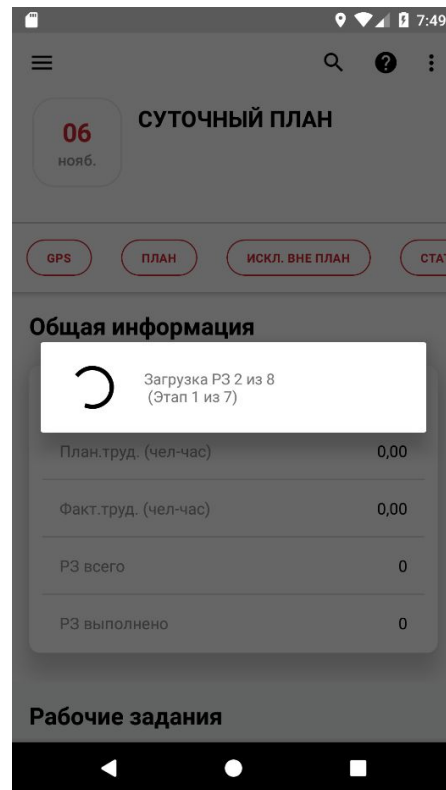 7:49
СУТОЧНЫЙ ПЛАН
06
нояб.
GPS
ПЛАН
ИСКЛ. ВНЕ ПЛАН
СТАТ
Общая информация
Загрузка РЗ 2 из 8
(Этап 1 из 7)
План.труд. (чел-час) 0,00
Факт.труд. (чел-час) 0,00
РЗ всего 0
РЗ выполнено 0
Рабочие задания